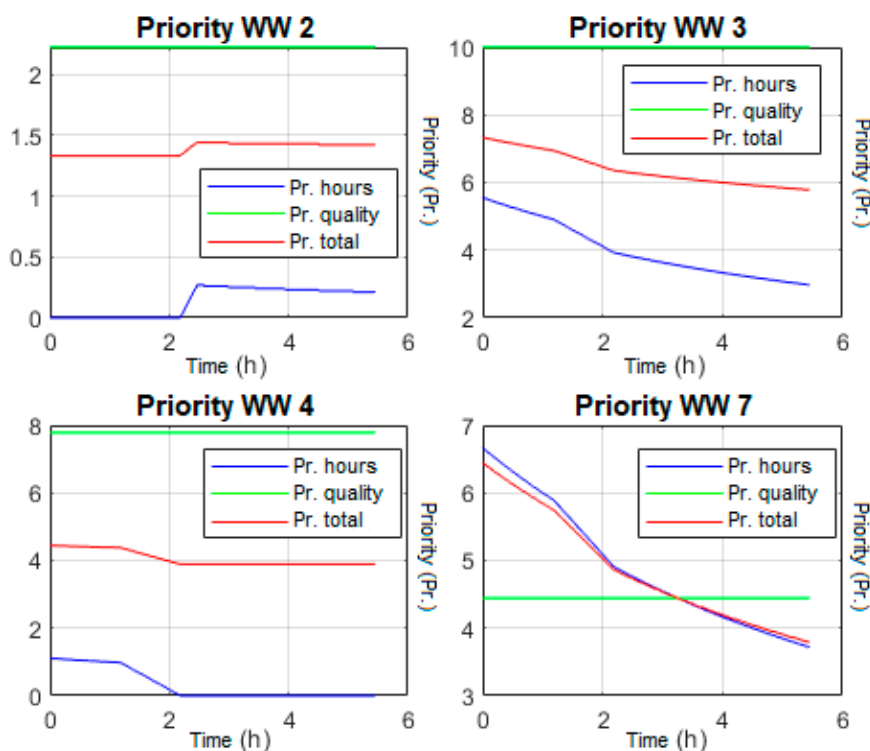 Priority WW 2
2
1.5
1
0.5
0
0 2 4 6
Time (h)
Priority (Pr.)
Pr. hours
Pr. quality
Pr. total
Priority WW 3
10
8
6
4
2
0 2 4 6
Time (h)
Priority (Pr.)
Pr. hours
Pr. quality
Pr. total
Priority WW 4
8
6
4
2
0
0 2 4 6
Time (h)
Priority (Pr.)
Pr. hours
Pr. quality
Pr. total
Priority WW 7
7
6
5
4
3
0 2 4 6
Time (h)
Priority (Pr.)
Pr. hours
Pr. quality
Pr. total